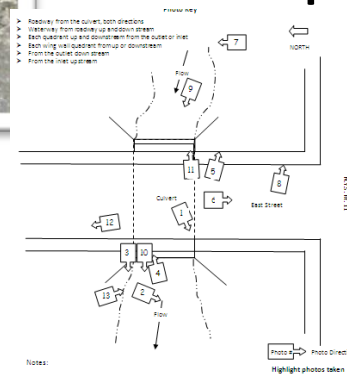 Photo Key
➤ Roadway from the culvert, both directions
➤ Waterway from roadway up and down stream
➤ Each quadrant up and downstream from the outlet or inlet
➤ Each wing wall quadrant from up or downstream
➤ From the outlet down stream
➤ From the inlet upstream
7
NORTH
Flow
9
11
5
8
Culvert
6
East Street
1
12
3
10
4
13
2
Flow
Photo #
Photo Direct
Notes:
Highlight photos taken